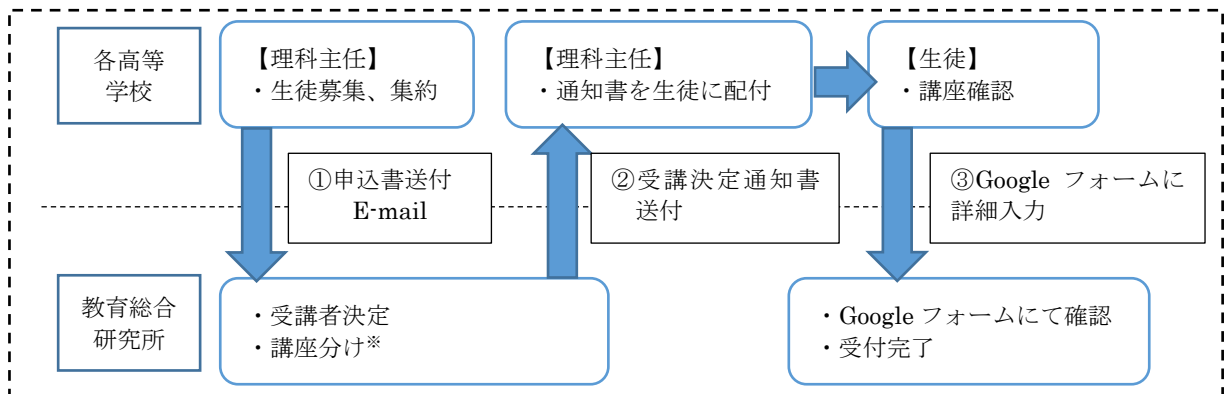 各高等
学校
【理科主任】
・生徒募集、集約
【理科主任】
・通知書を生徒に配付
【生徒】
・講座確認
①申込書送付
E-mail
②受講決定通知書
送付
③Google フォームに
詳細入力
教育総合
研究所
・受講者決定
・講座分け※
・Google フォームにて確認
・受付完了